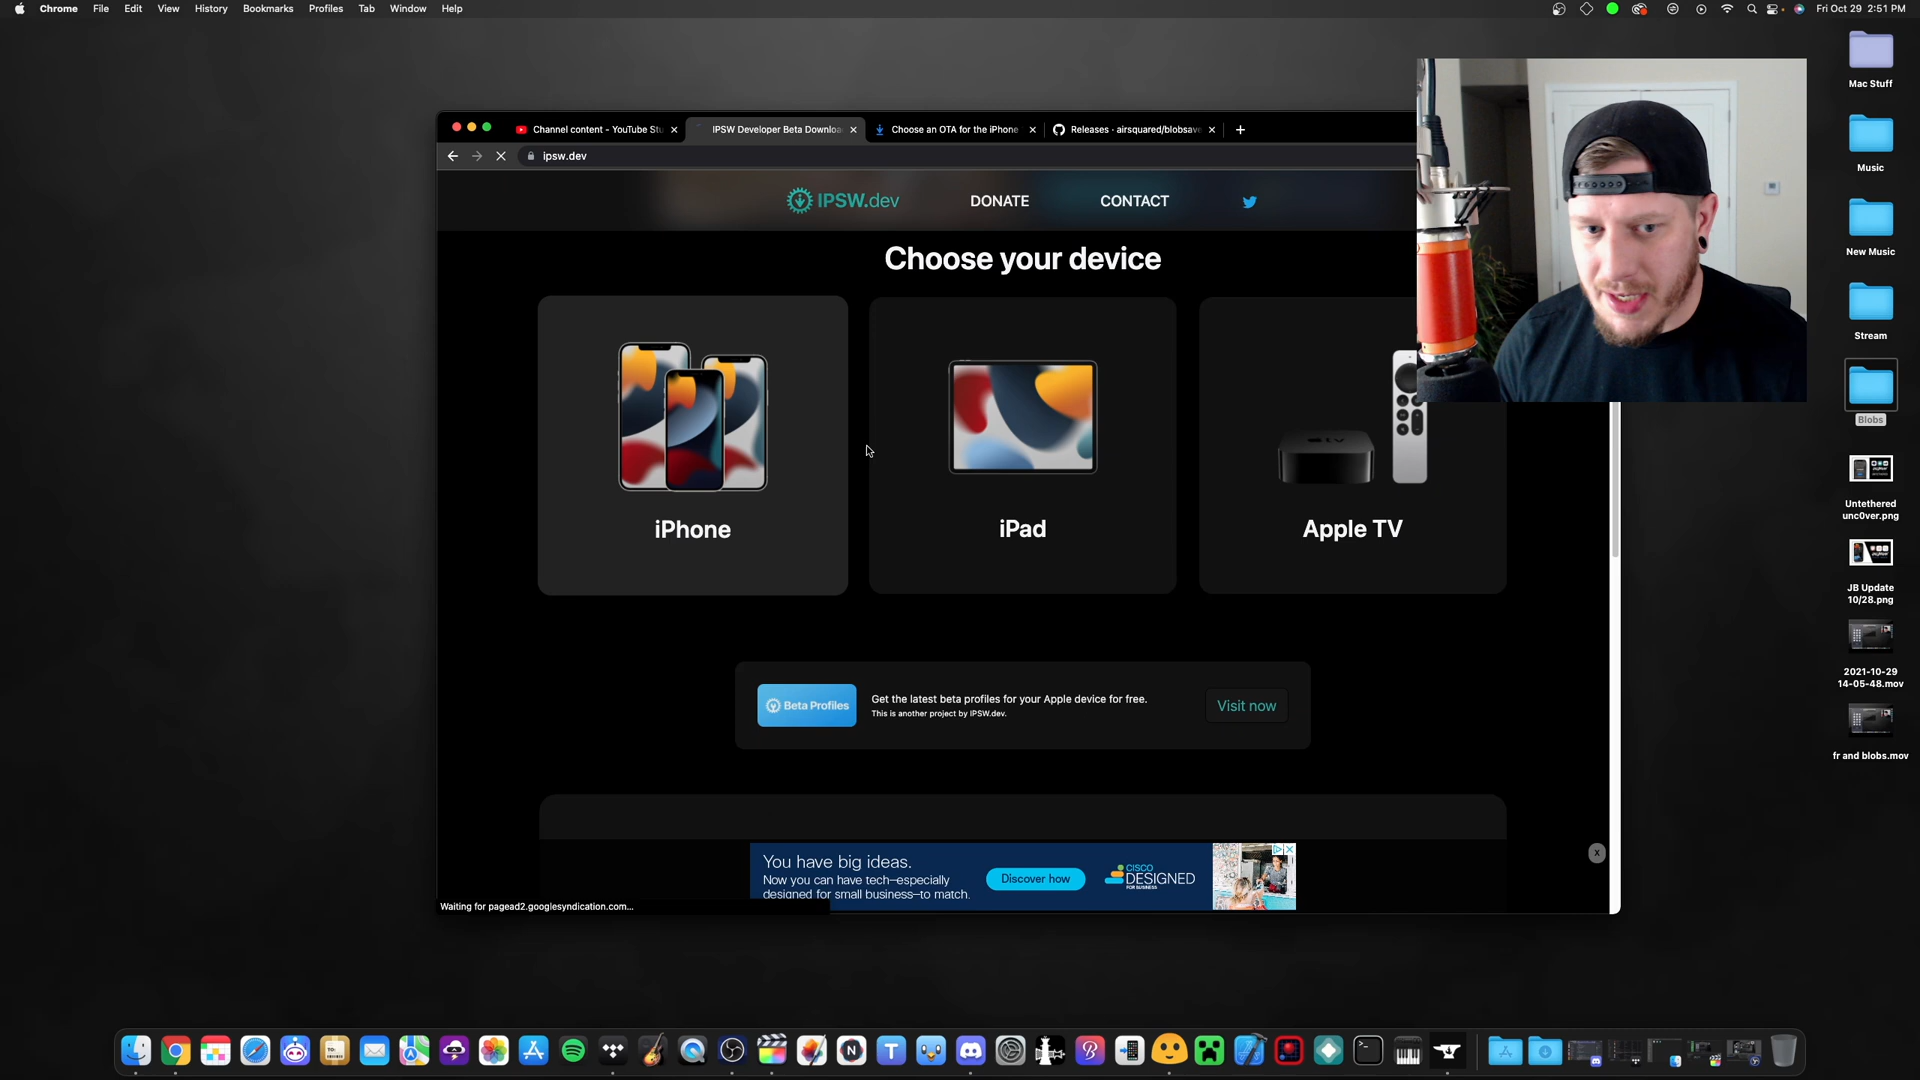 Chrome File Edit View History Bookmarks Profiles Tab Window Help
Fri Oct 29 2:51 PM
Channel content - YouTube Stu
IPSW Developer Beta Downloa
Choose an OTA for the iPhone
Releases · airsquared/blobsave
ipsw.dev
IPSW.dev
DONATE
CONTACT
Choose your device
iPhone
iPad
Apple TV
Beta Profiles
Get the latest beta profiles for your Apple device for free.
This is another project by IPSW.dev.
Visit now
You have big ideas.
Now you can have tech—especially
designed for small business—to match.
Discover how
CISCO
DESIGNED
FOR BUSINESS
X
Waiting for pagead2.googlesyndication.com...
Mac Stuff
Music
New Music
Stream
Blobs
Untethered
unc0ver.png
JB Update
10/28.png
2021-10-29
14-05-48.mov
fr and blobs.mov